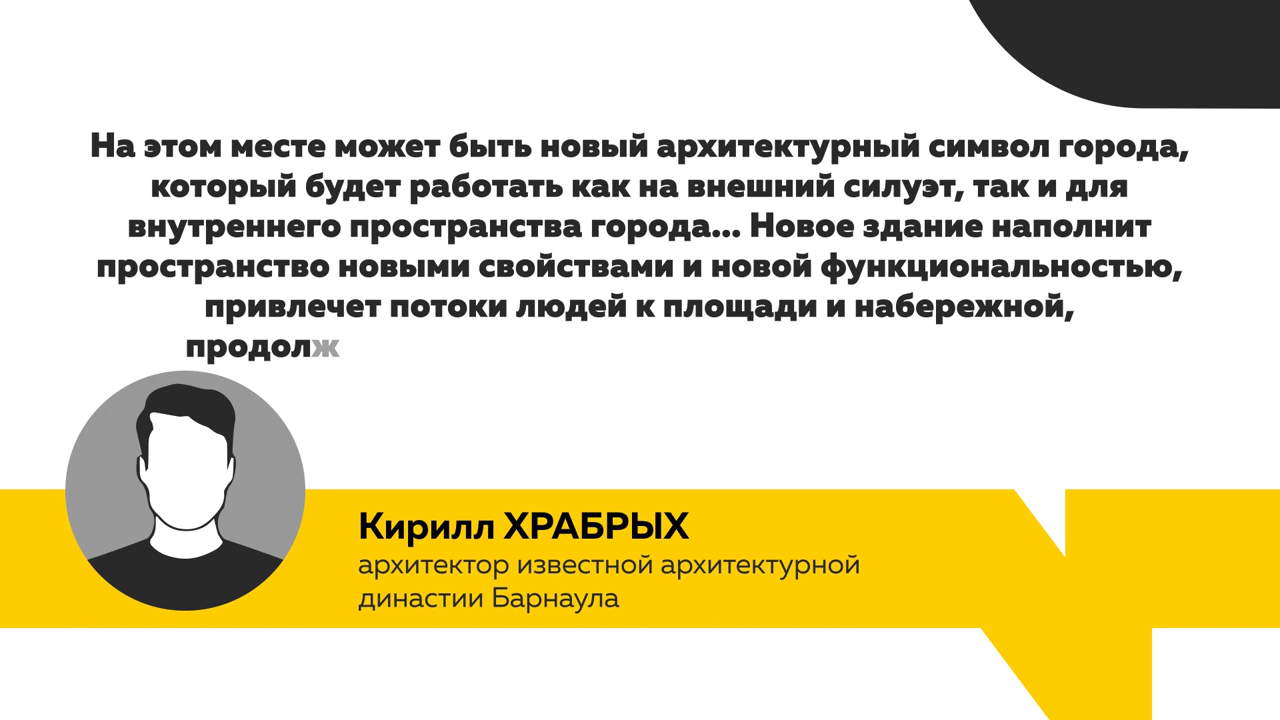 На этом месте может быть новый архитектурный символ города,
который будет работать как на внешний силуэт, так и для
внутреннего пространства города... Новое здание наполнит
пространство новыми свойствами и новой функциональностью,
привлечет потоки людей к площади и набережной,
продолж
Кирилл ХРАБРЫХ
архитектор известной архитектурной
династии Барнаула